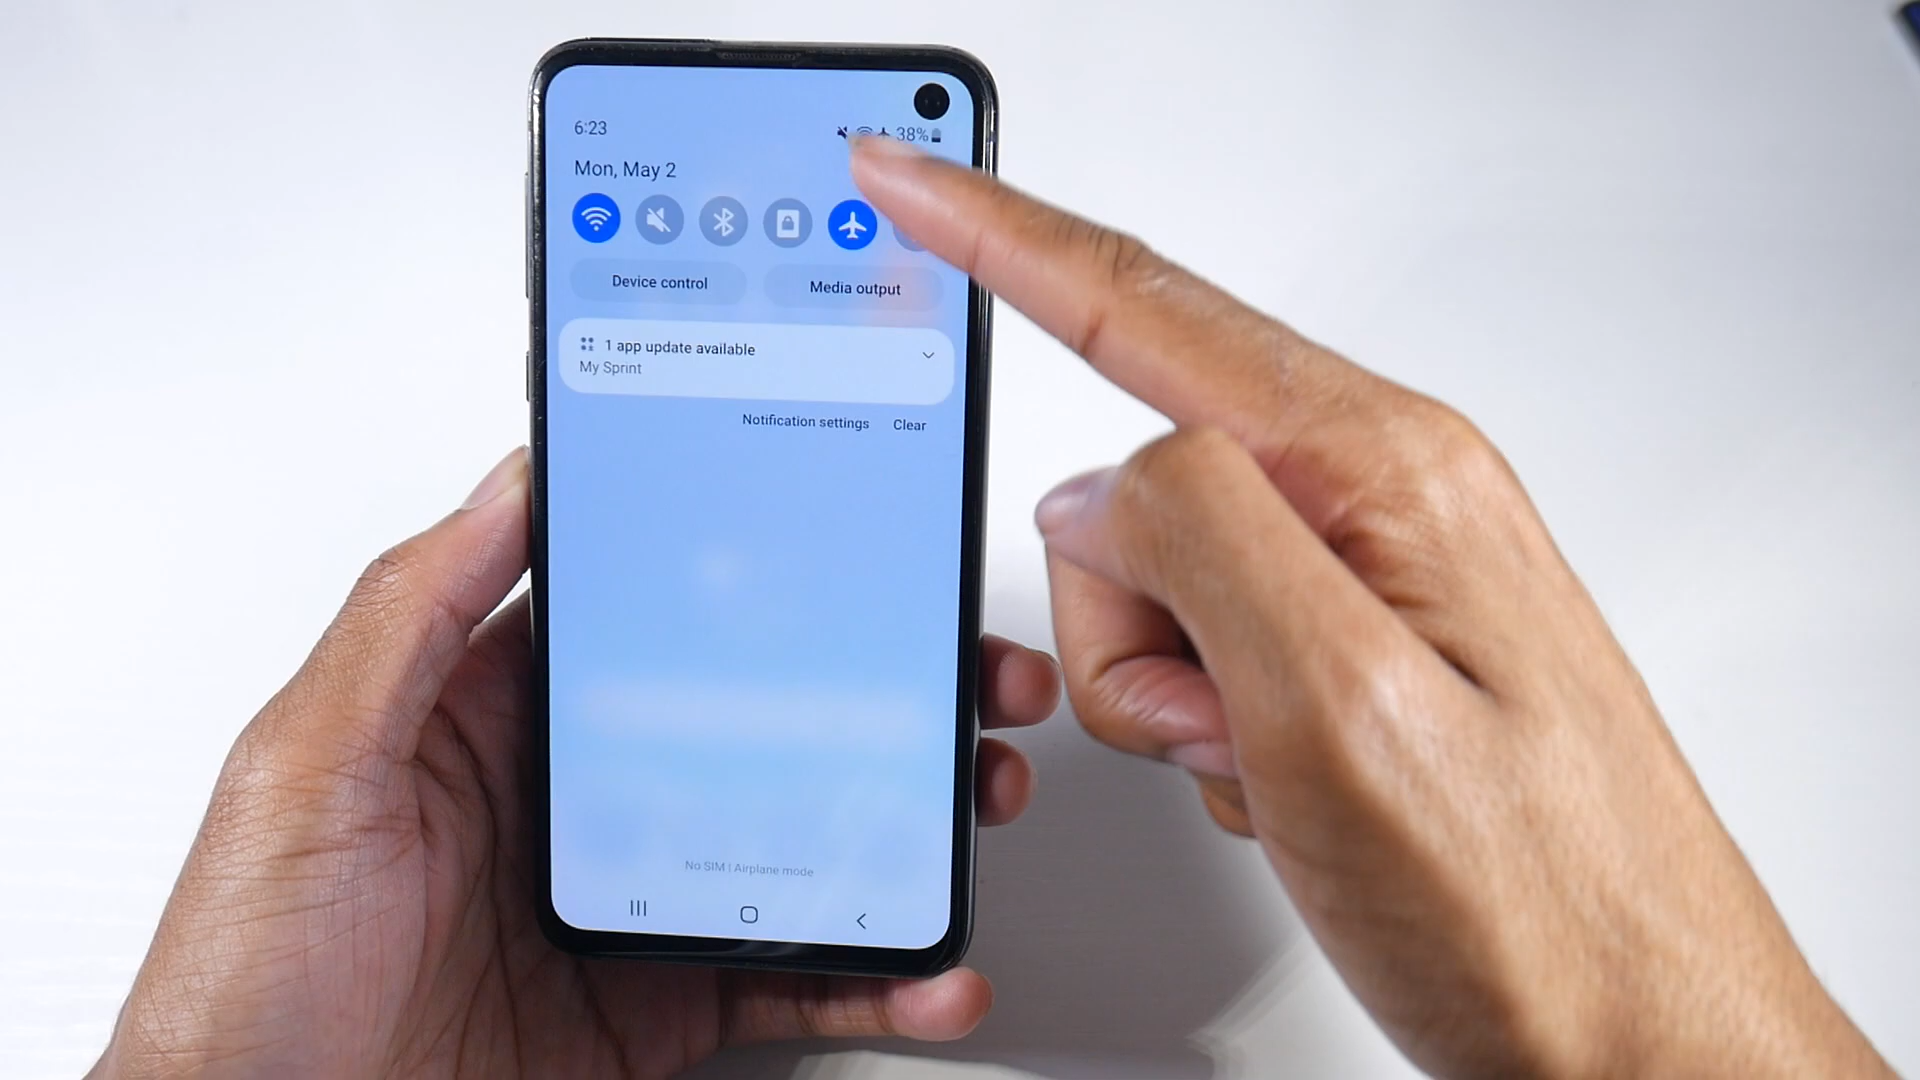 6:23
38%
Mon, May 2
Device control
Media output
1 app update available
My Sprint
Notification settings
Clear
No SIM | Airplane mode